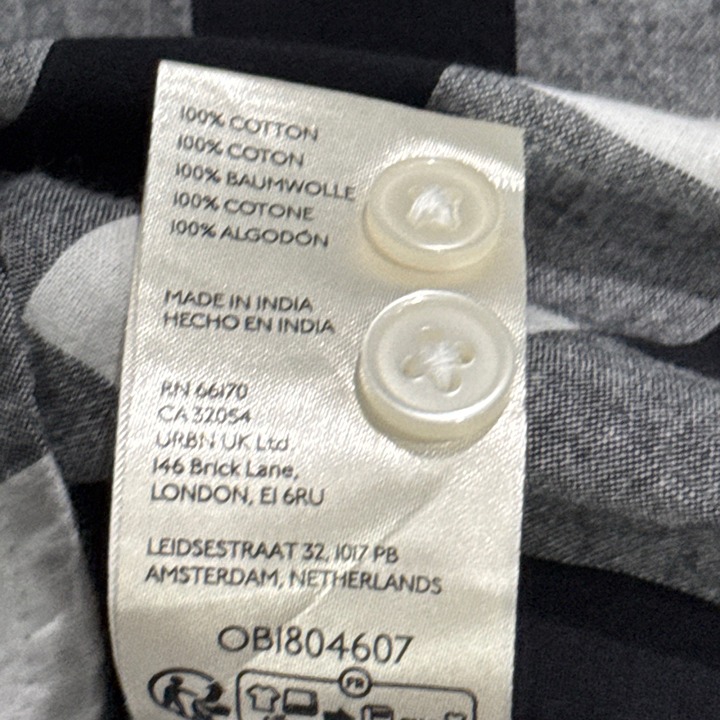 100% COTTON
100% COTON
100% BAUMWOLLE
100% COTONE
100% ALGODÓN
MADE IN INDIA
HECHO EN INDIA
RN 66170
CA 32054
URBN UK Ltd.
146 Brick Lane,
LONDON, E1 6RU
LEIDSESTRAAT 32, 1017 PB
AMSTERDAM, NETHERLANDS
OB1804607
FR